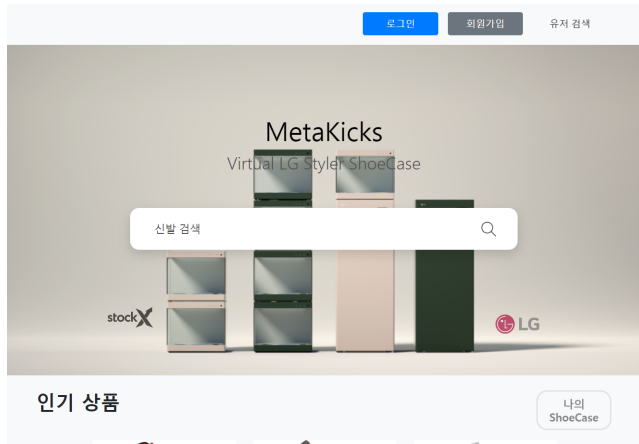 로그인 회원가입 유저 검색
MetaKicks
Virtual LG Styler ShoeCase
신발 검색
stockX
LG
인기 상품
나의
ShoeCase